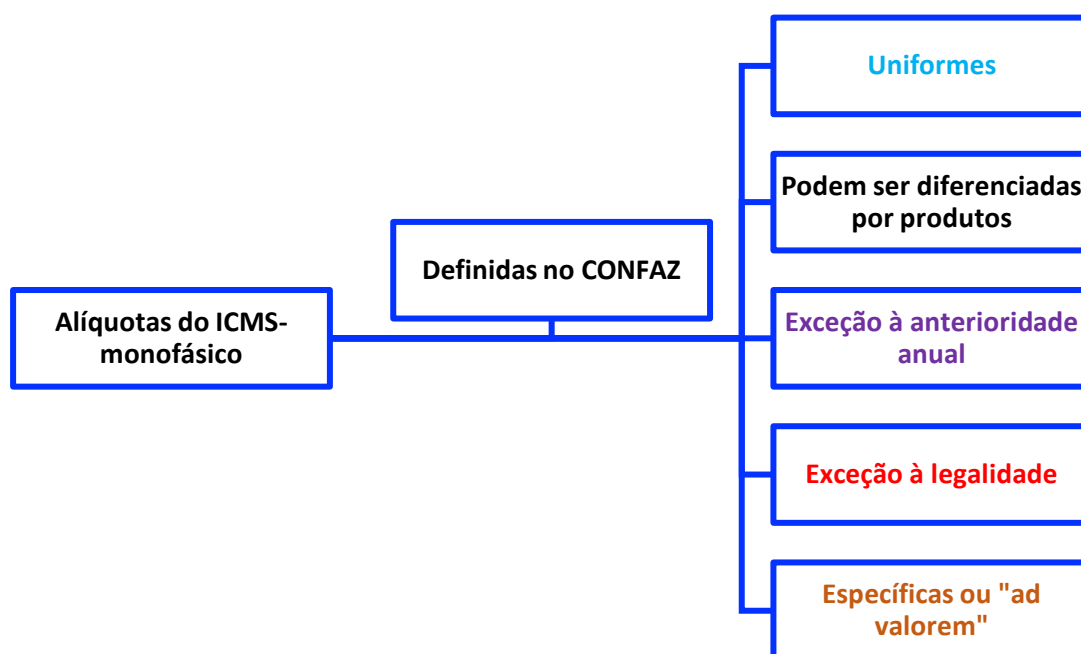 Alíquotas do ICMS-
monofásico
Definidas no CONFAZ
Uniformes
Podem ser diferenciadas
por produtos
Exceção à anterioridade
anual
Exceção à legalidade
Específicas ou "ad
valorem"